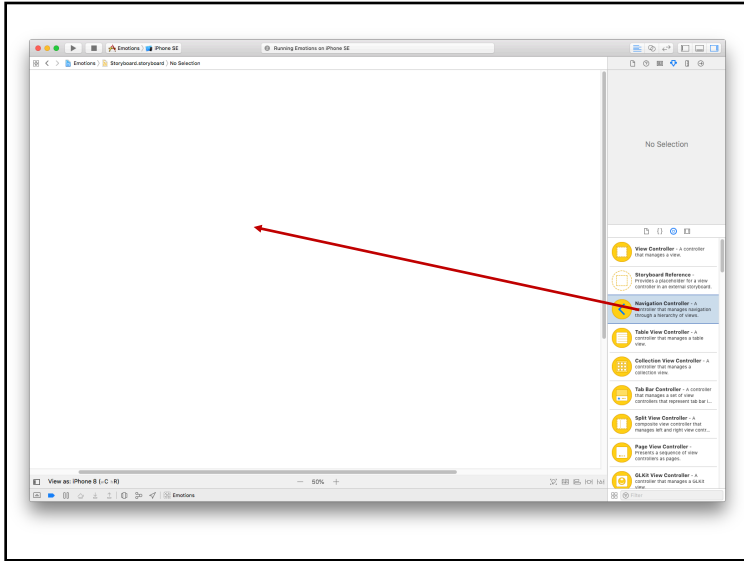 Emotions iPhone SE Running Emotions on iPhone SE
Emotions Storyboard.storyboard No Selection
No Selection
View Controller - A controller
that manages a view.
Storyboard Reference -
Provides a placeholder for a view
controller in an external storyboard.
Navigation Controller - A
controller that manages navigation
through a hierarchy of views.
Table View Controller - A
controller that manages a table
view.
Collection View Controller - A
controller that manages a
collection view.
Tab Bar Controller - A controller
that manages a set of view
controllers that represent tab bar i...
Split View Controller - A
composite view controller that
manages left and right view contr...
Page View Controller -
Presents a sequence of view
controllers as pages.
GLKit View Controller - A
controller that manages a GLKit
view.
View as: iPhone 8 (wC hR) — 50% +
Emotions Filter